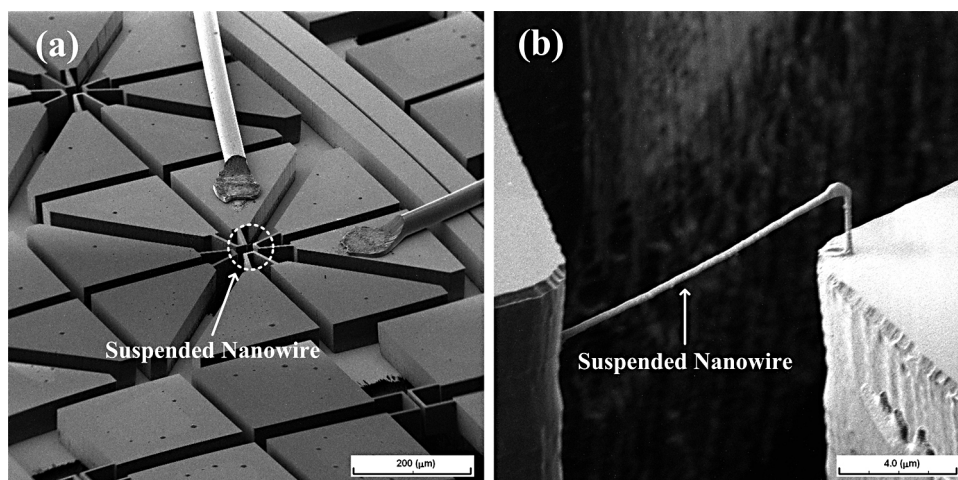 (a)
Suspended Nanowire
200 (μm)
(b)
Suspended Nanowire
4.0 (μm)